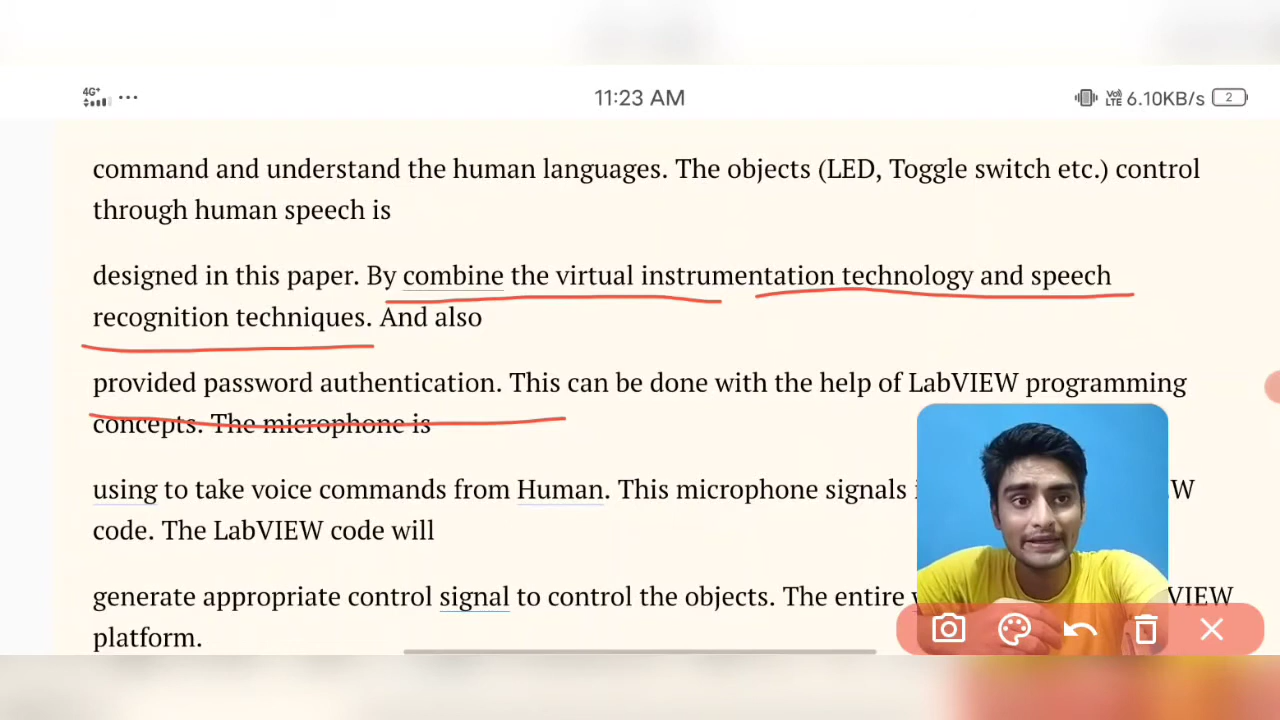 4G+ ... 11:23 AM Vo) LTE 6.10KB/s 2
command and understand the human languages. The objects (LED, Toggle switch etc.) control
through human speech is
designed in this paper. By combine the virtual instrumentation technology and speech
recognition techniques. And also
provided password authentication. This can be done with the help of LabVIEW programming
concepts. The microphone is
using to take voice commands from Human. This microphone signals
code. The LabVIEW code will
generate appropriate control signal to control the objects. The entire
platform.